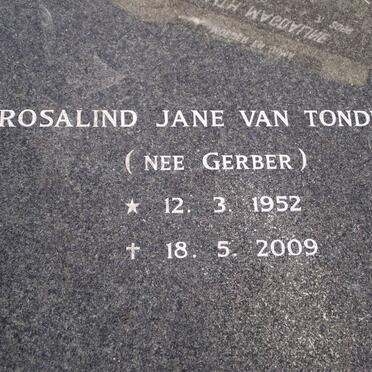 ROSALIND JANE VAN TOND
(NEE GERBER)
★ 12. 3. 1952
✝ 18. 5. 2009